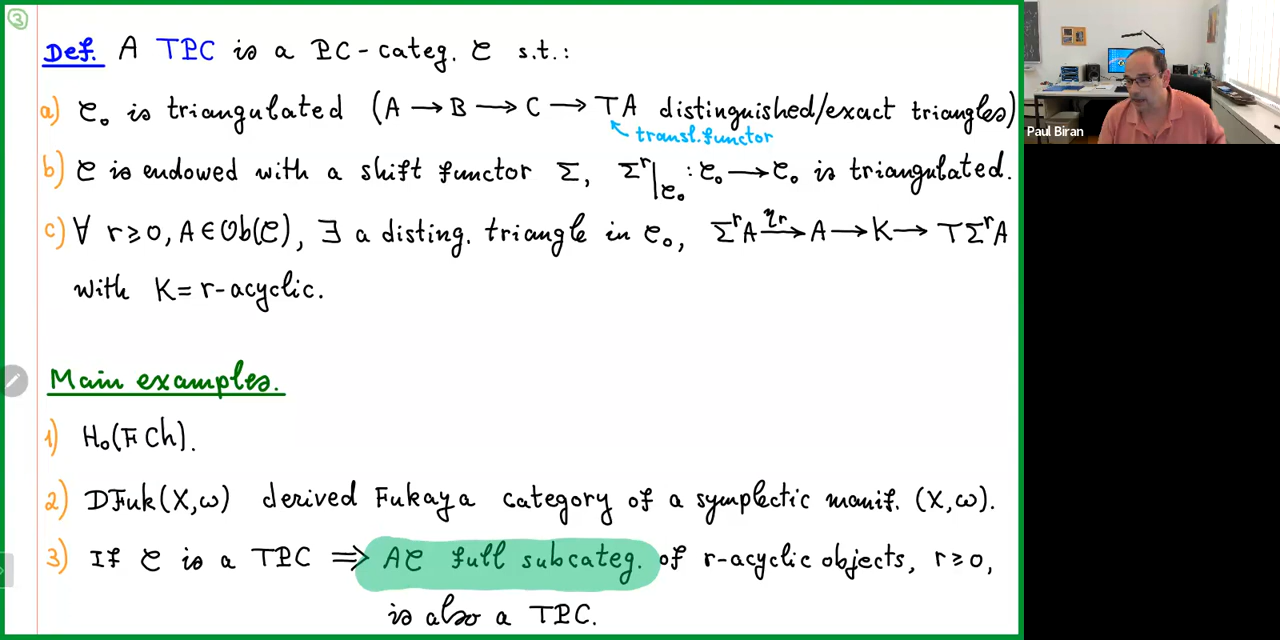 3
Def. A TPC is a PC-categ. C s.t.:
a) C₀ is triangulated (A → B → C → TA distinguished/exact triangles)
transl. functor
b) C is endowed with a shift functor Σ, Σʳ|C₀ : C₀ → C₀ is triangulated.
c) ∀ r ≥ 0, A ∈ Ob(C), ∃ a disting. triangle in C₀, ΣʳA –ηr→ A → K → TΣʳA
with K = r-acyclic.
Paul Biran
Main examples.
1) H₀(FCh).
2) DFuk(X,ω) derived Fukaya category of a symplectic manif. (X,ω).
3) If C is a TPC ⇒ AC full subcateg. of r-acyclic objects, r ≥ 0,
is also a TPC.